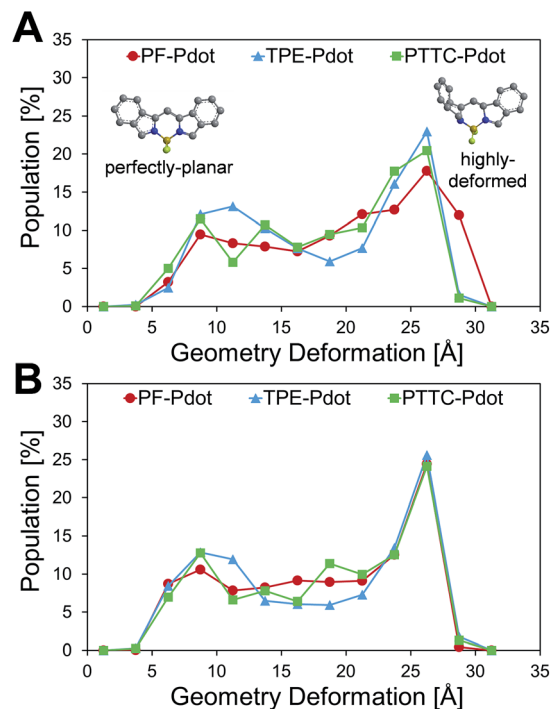 A
PF-Pdot TPE-Pdot PTTC-Pdot
perfectly-planar
highly-
deformed
Population [%]
35
30
25
20
15
10
5
0
0 5 10 15 20 25 30 35
Geometry Deformation [Å]
B
PF-Pdot TPE-Pdot PTTC-Pdot
Population [%]
35
30
25
20
15
10
5
0
0 5 10 15 20 25 30 35
Geometry Deformation [Å]